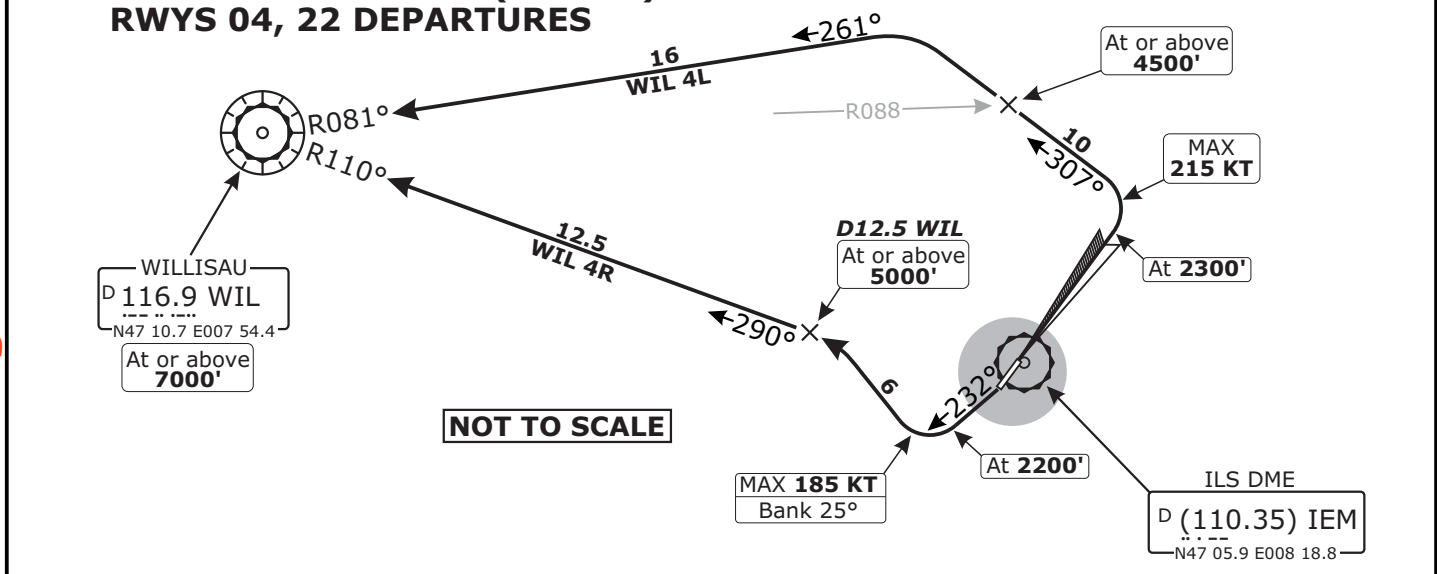 RWYS 04, 22 DEPARTURES
261°
16
WIL 4L
At or above
4500'
R088
R081°
R110°
10
307°
MAX
215 KT
D12.5 WIL
At or above
5000'
12.5
WIL 4R
At 2300'
WILLISAU
D 116.9 WIL
N47 10.7 E007 54.4
At or above
7000'
290°
6
232°
NOT TO SCALE
At 2200'
MAX 185 KT
Bank 25°
ILS DME
D (110.35) IEM
N47 05.9 E008 18.8